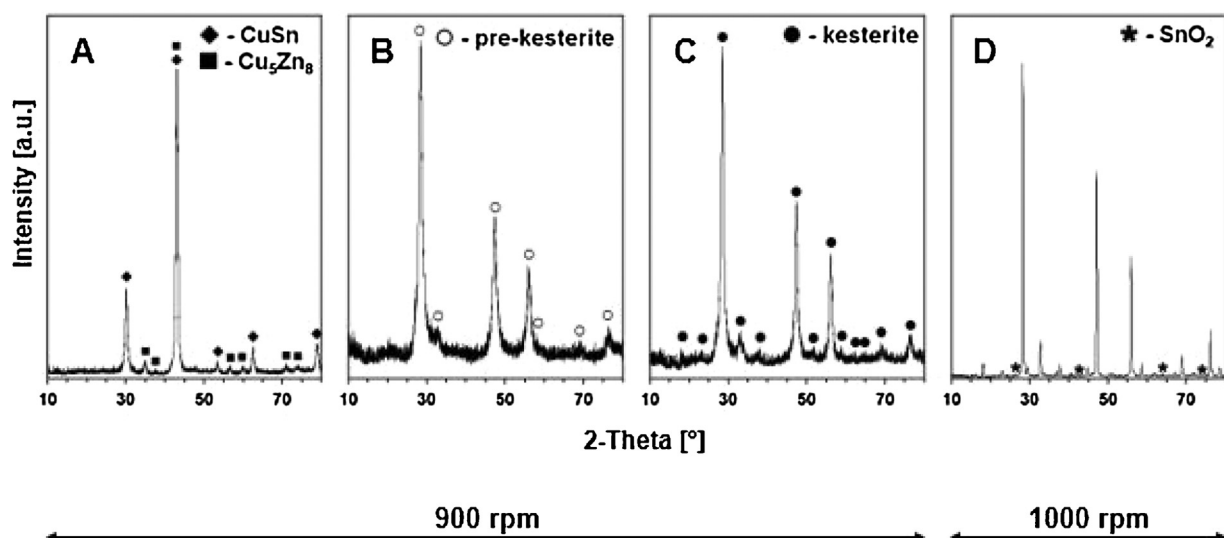 A
◆ - CuSn
■ - Cu₅Zn₈
B
○ - pre-kesterite
C
● - kesterite
D
* - SnO₂
Intensity [a.u.]
10 30 50 70
10 30 50 70
10 30 50 70
10 30 50 70
2-Theta [°]
900 rpm
1000 rpm